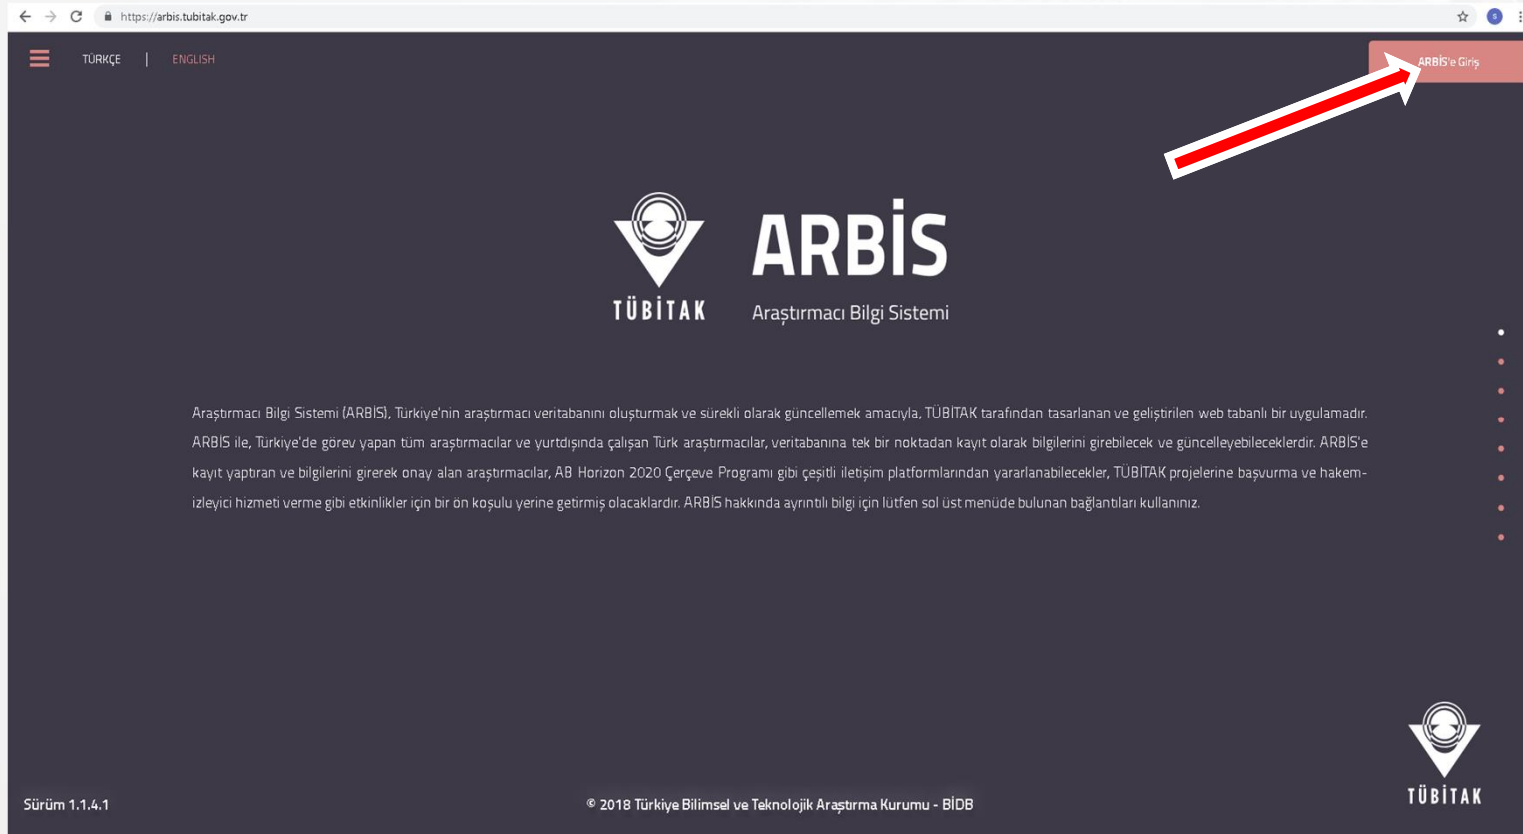 https://arbis.tubitak.gov.tr
S
TÜRKÇE | ENGLISH
ARBİS'e Giriş
ARBİS
TÜBİTAK
Araştırmacı Bilgi Sistemi
Araştırmacı Bilgi Sistemi (ARBİS), Türkiye'nin araştırmacı veritabanını oluşturmak ve sürekli olarak güncellemek amacıyla, TÜBİTAK tarafından tasarlanan ve geliştirilen web tabanlı bir uygulamadır.
ARBİS ile, Türkiye'de görev yapan tüm araştırmacılar ve yurtdışında çalışan Türk araştırmacılar, veritabanına tek bir noktadan kayıt olarak bilgilerini girebilecek ve güncelleyebileceklerdir. ARBİS'e
kayıt yaptıran ve bilgilerini girerek onay alan araştırmacılar, AB Horizon 2020 Çerçeve Programı gibi çeşitli iletişim platformlarından yararlanabilecekler, TÜBİTAK projelerine başvurma ve hakem-
izleyici hizmeti verme gibi etkinlikler için bir ön koşulu yerine getirmiş olacaklardır. ARBİS hakkında ayrıntılı bilgi için lütfen sol üst menüde bulunan bağlantıları kullanınız.
TÜBİTAK
Sürüm 1.1.4.1
© 2018 Türkiye Bilimsel ve Teknolojik Araştırma Kurumu - BİDB